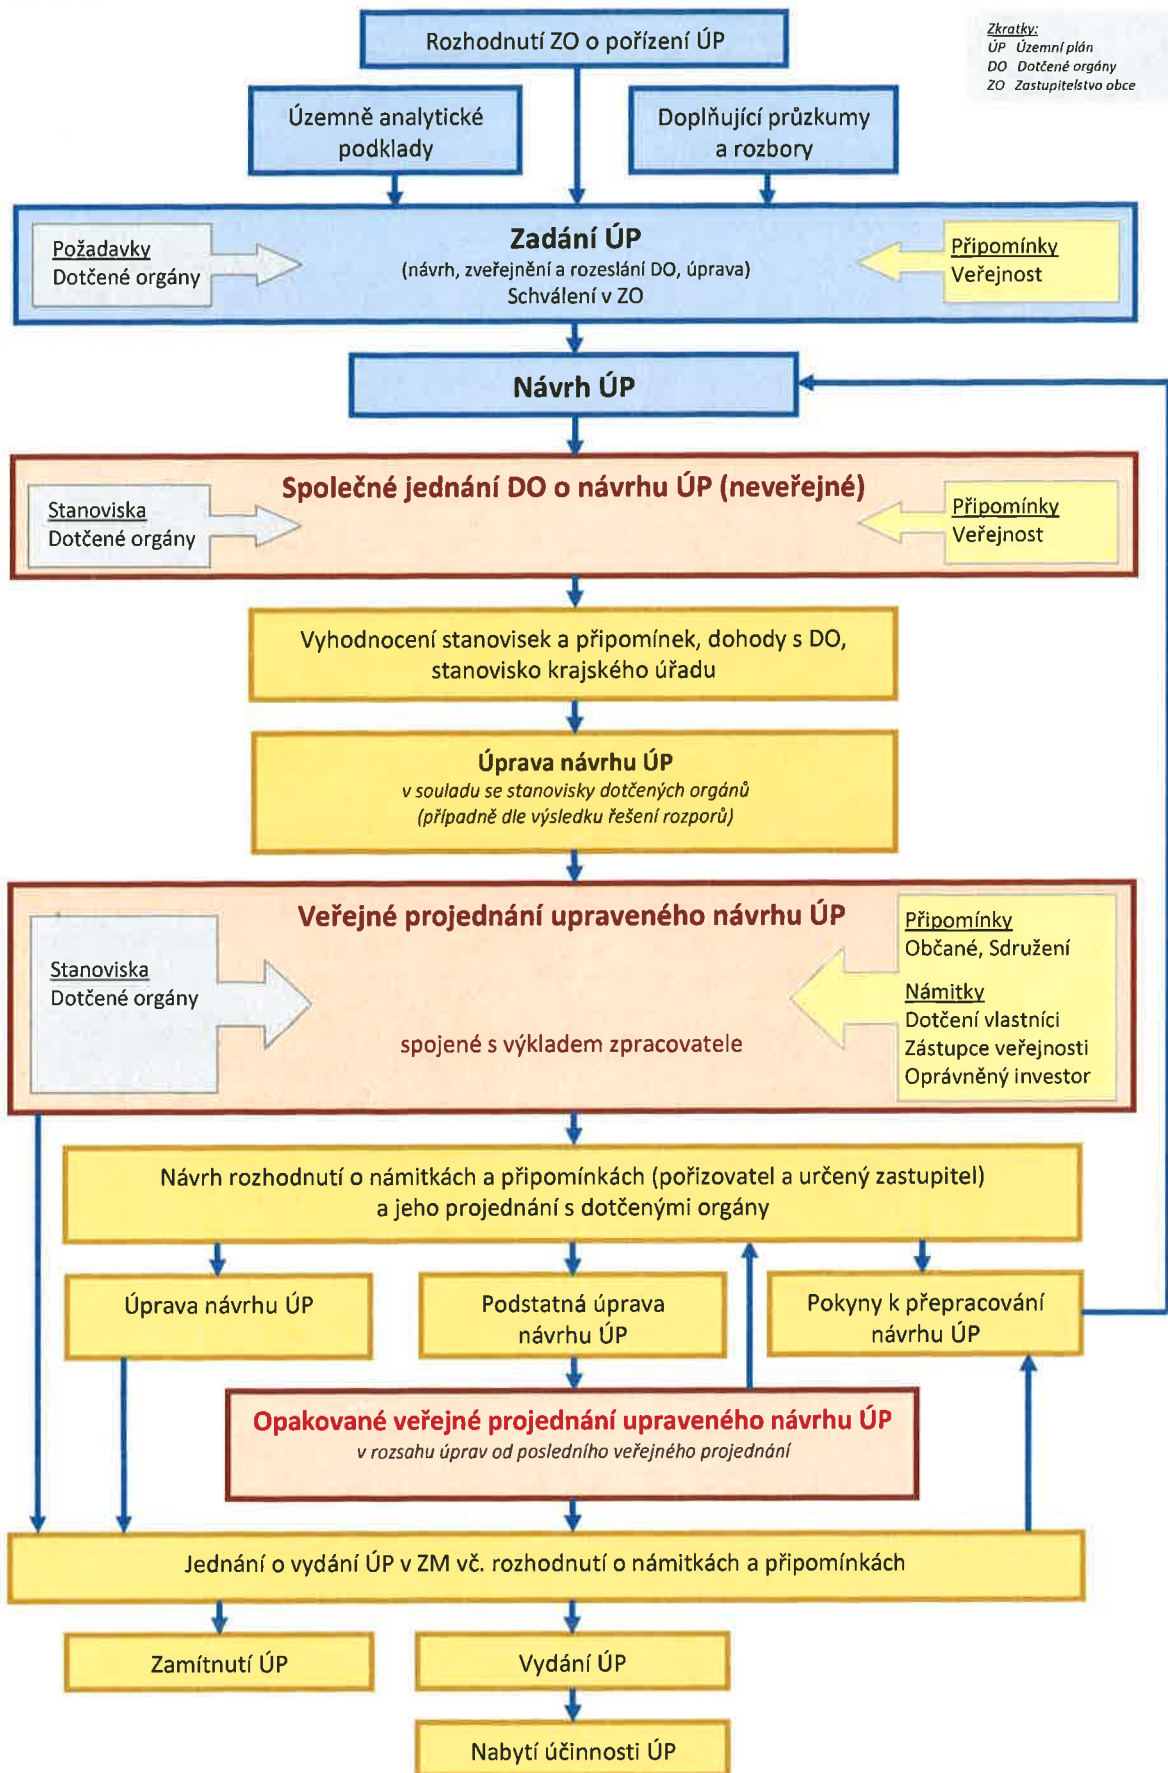 Rozhodnutí ZO o pořízení ÚP
Zkratky:
ÚP Územní plán
DO Dotčené orgány
ZO Zastupitelstvo obce
Územně analytické
podklady
Doplňující průzkumy
a rozbory
Zadání ÚP
(návrh, zveřejnění a rozeslání DO, úprava)
Schválení v ZO
Požadavky
Dotčené orgány
Připomínky
Veřejnost
Návrh ÚP
Společné jednání DO o návrhu ÚP (neveřejné)
Stanoviska
Dotčené orgány
Připomínky
Veřejnost
Vyhodnocení stanovisek a připomínek, dohody s DO,
stanovisko krajského úřadu
Úprava návrhu ÚP
v souladu se stanovisky dotčených orgánů
(případně dle výsledku řešení rozporů)
Veřejné projednání upraveného návrhu ÚP
Stanoviska
Dotčené orgány
spojené s výkladem zpracovatele
Připomínky
Občané, Sdružení
Námitky
Dotčení vlastníci
Zástupce veřejnosti
Oprávněný investor
Návrh rozhodnutí o námitkách a připomínkách (pořizovatel a určený zastupitel)
a jeho projednání s dotčenými orgány
Úprava návrhu ÚP
Podstatná úprava
návrhu ÚP
Pokyny k přepracování
návrhu ÚP
Opakované veřejné projednání upraveného návrhu ÚP
v rozsahu úprav od posledního veřejného projednání
Jednání o vydání ÚP v ZM vč. rozhodnutí o námitkách a připomínkách
Zamítnutí ÚP
Vydání ÚP
Nabytí účinnosti ÚP